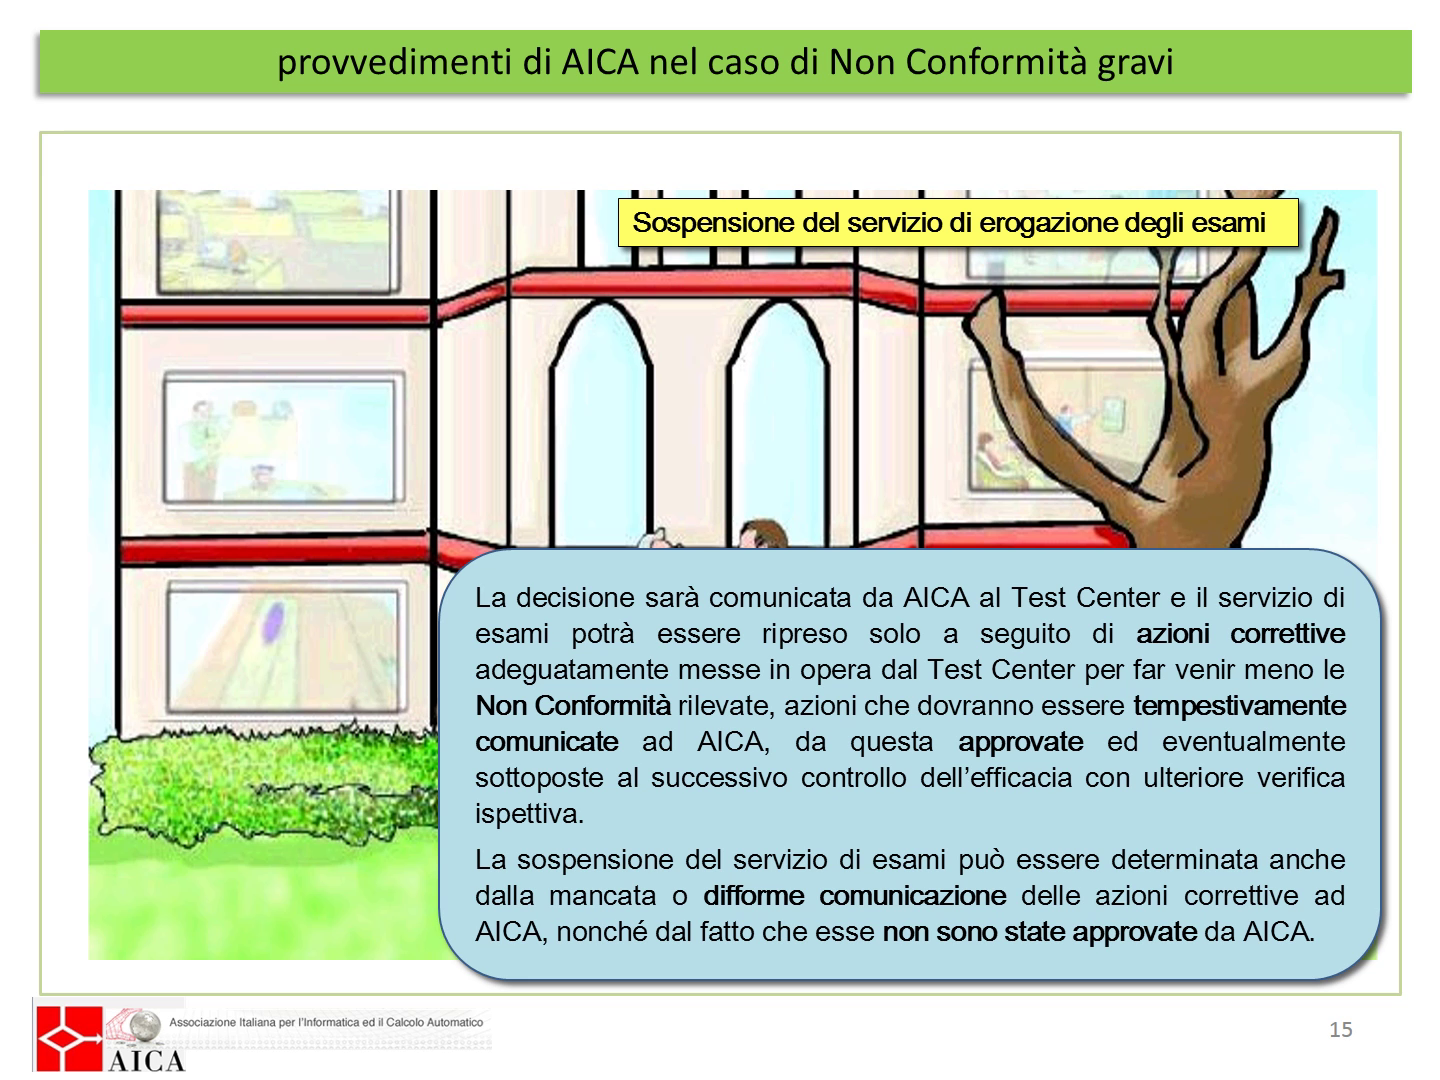 provvedimenti di AICA nel caso di Non Conformità gravi
Sospensione del servizio di erogazione degli esami
La decisione sarà comunicata da AICA al Test Center e il servizio di
esami potrà essere ripreso solo a seguito di azioni correttive
adeguatamente messe in opera dal Test Center per far venir meno le
Non Conformità rilevate, azioni che dovranno essere tempestivamente
comunicate ad AICA, da questa approvate ed eventualmente
sottoposte al successivo controllo dell’efficacia con ulteriore verifica
ispettiva.
La sospensione del servizio di esami può essere determinata anche
dalla mancata o difforme comunicazione delle azioni correttive ad
AICA, nonché dal fatto che esse non sono state approvate da AICA.
Associazione Italiana per l'Informatica ed il Calcolo Automatico
AICA
15